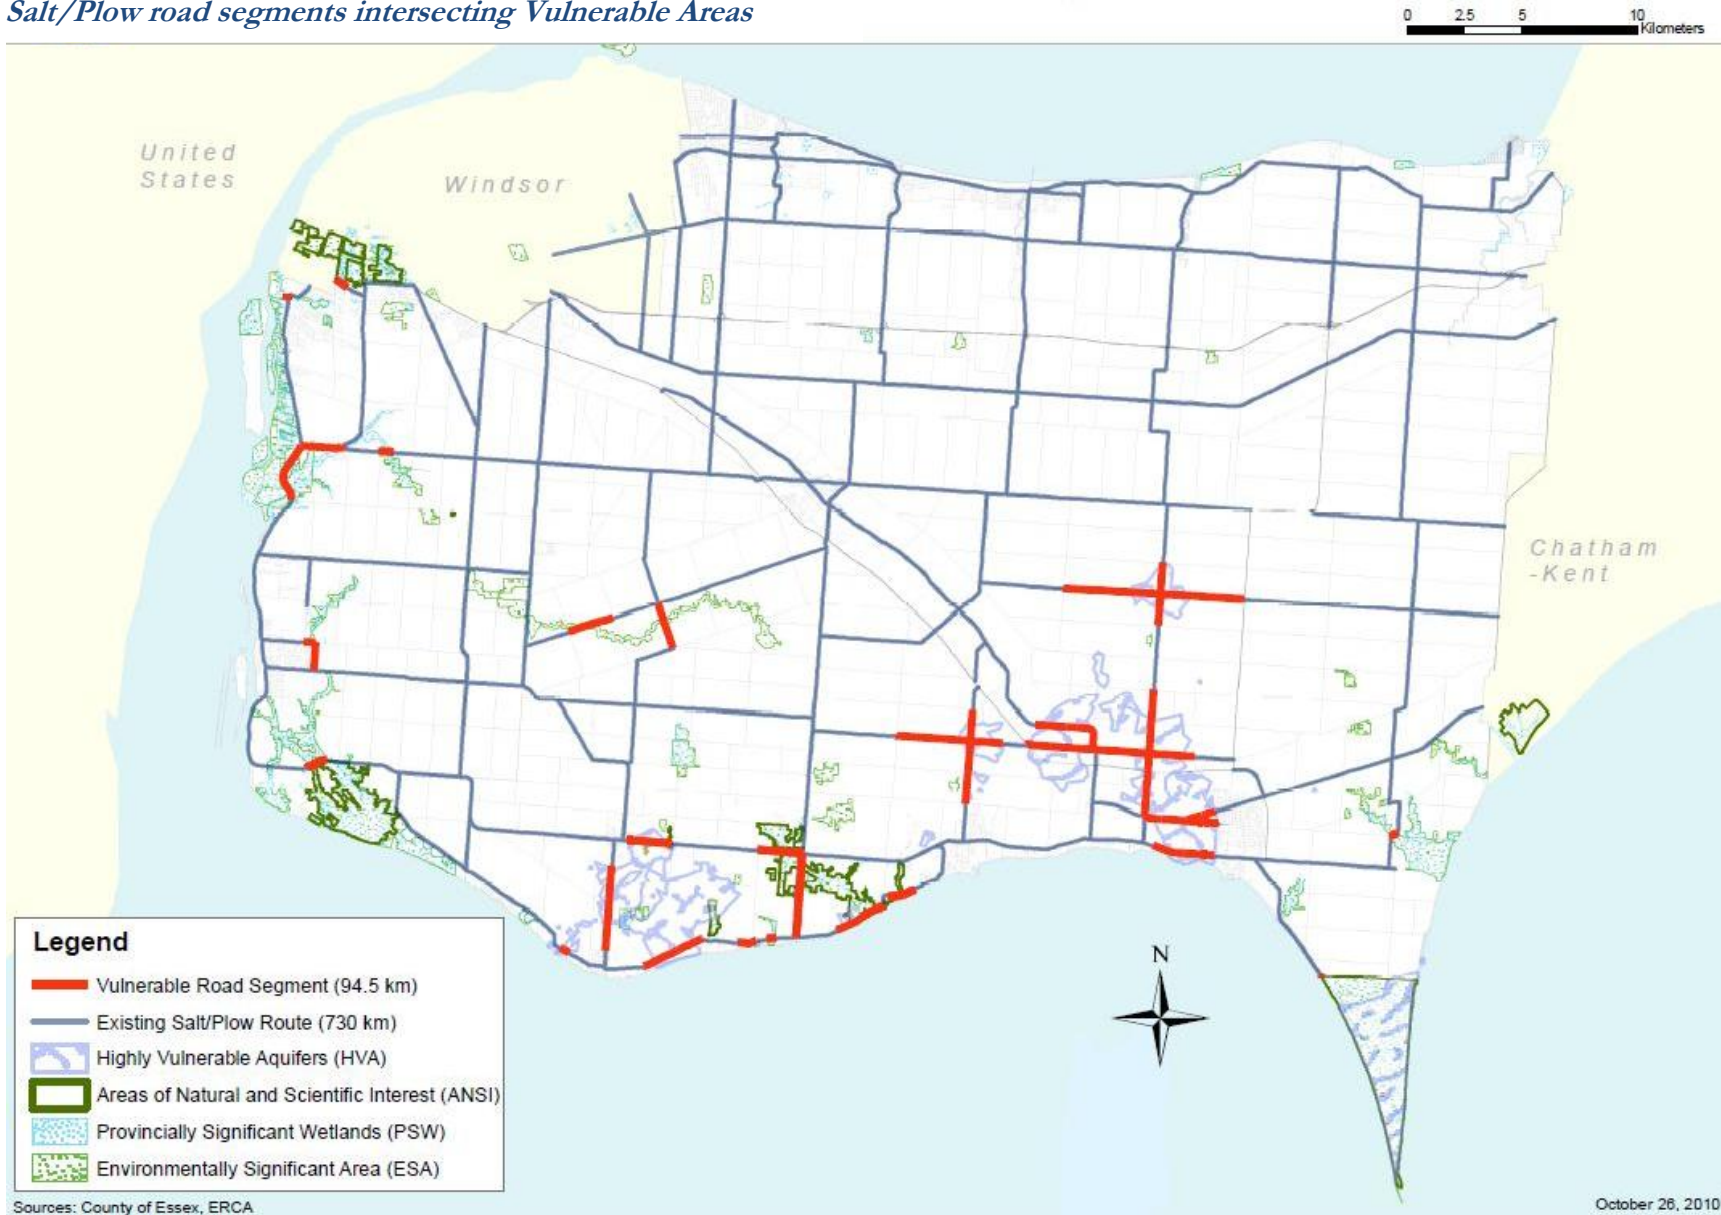 Salt/Plow road segments intersecting Vulnerable Areas
0 2.5 5 10
Kilometers
United
States
Windsor
Chatham
-Kent
N
Legend
Vulnerable Road Segment (94.5 km)
Existing Salt/Plow Route (730 km)
Highly Vulnerable Aquifers (HVA)
Areas of Natural and Scientific Interest (ANSI)
Provincially Significant Wetlands (PSW)
Environmentally Significant Area (ESA)
Sources: County of Essex, ERCA
October 26, 2010